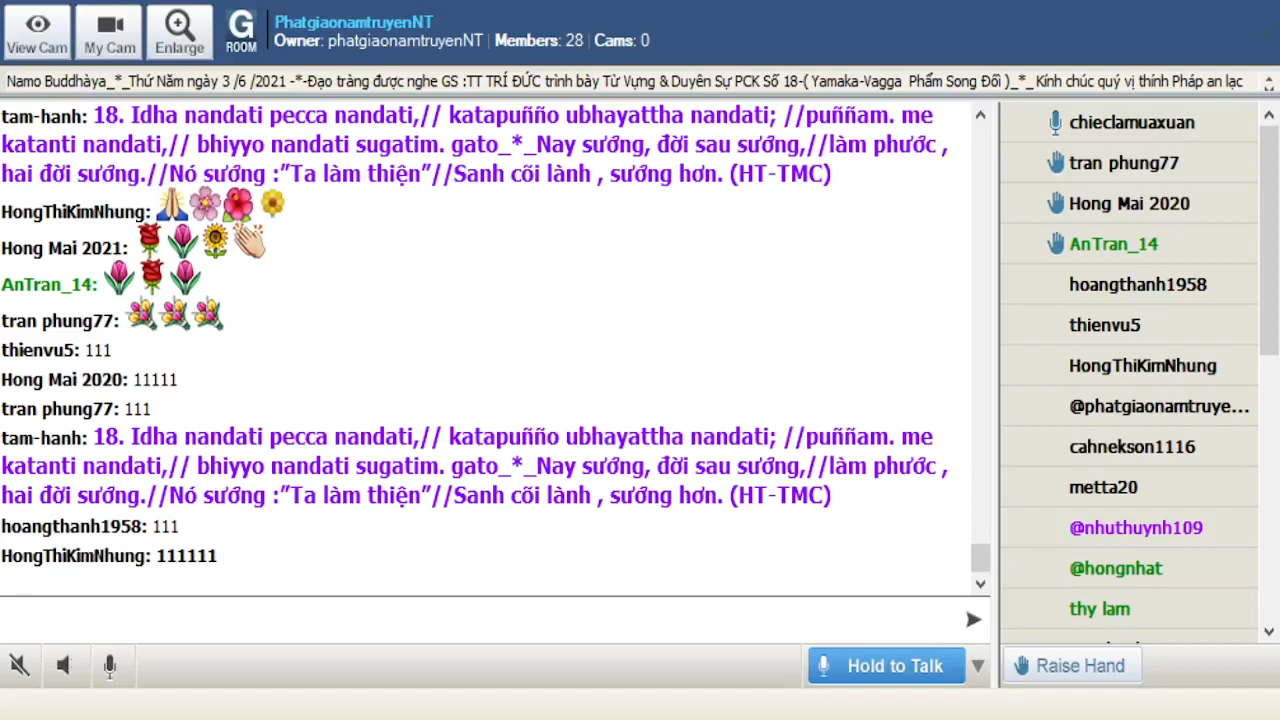 View Cam
My Cam
Enlarge
G
ROOM
PhatgiaonamtruyenNT
Owner: phatgiaonamtruyenNT | Members: 28 | Cams: 0
Namo Buddhàya_*_Thứ Năm ngày 3 /6 /2021 -*-Đạo tràng được nghe GS :TT TRÍ ĐỨC trình bày Từ Vựng & Duyên Sự PCK Số 18-( Yamaka-Vagga Phẩm Song Đối )_*_Kính chúc quý vị thính Pháp an lạc
tam-hanh: 18. Idha nandati pecca nandati,// katapuñño ubhayattha nandati; //puññam. me
katanti nandati,// bhiyyo nandati sugatim. gato_*_Nay sướng, đời sau sướng,//làm phước ,
hai đời sướng.//Nó sướng :”Ta làm thiện”//Sanh cõi lành , sướng hơn. (HT-TMC)
HongThiKimNhung:
Hong Mai 2021:
AnTran_14:
tran phung77:
thienvu5: 111
Hong Mai 2020: 11111
tran phung77: 111
tam-hanh: 18. Idha nandati pecca nandati,// katapuñño ubhayattha nandati; //puññam. me
katanti nandati,// bhiyyo nandati sugatim. gato_*_Nay sướng, đời sau sướng,//làm phước ,
hai đời sướng.//Nó sướng :”Ta làm thiện”//Sanh cõi lành , sướng hơn. (HT-TMC)
hoangthanh1958: 111
HongThiKimNhung: 111111
Hold to Talk
chieclamuaxuan
tran phung77
Hong Mai 2020
AnTran_14
hoangthanh1958
thienvu5
HongThiKimNhung
@phatgiaonamtruye...
cahnekson1116
metta20
@nhuthuynh109
@hongnhat
thy lam
Raise Hand